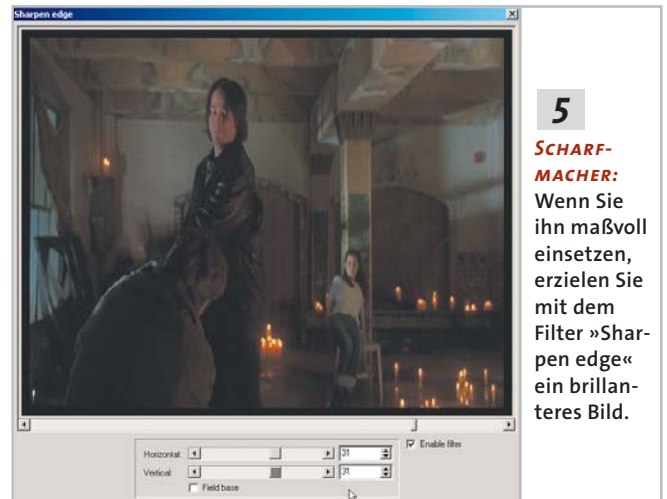 Sharpen edge
Horizontal: 31
Enable filter
Vertical: 31
Field base
5
SCHARF-
MACHER:
Wenn Sie
ihn maßvoll
einsetzen,
erzielen Sie
mit dem
Filter »Shar-
pen edge«
ein brillan-
teres Bild.